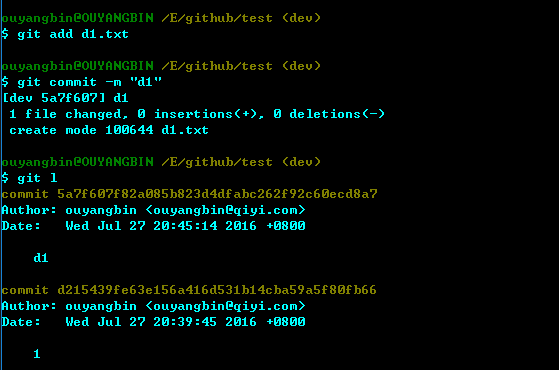 ouyangbin@OUYANGBIN /E/github/test (dev)
$ git add d1.txt
ouyangbin@OUYANGBIN /E/github/test (dev)
$ git commit -m "d1"
[dev 5a7f607] d1
 1 file changed, 0 insertions(+), 0 deletions(-)
 create mode 100644 d1.txt
ouyangbin@OUYANGBIN /E/github/test (dev)
$ git l
commit 5a7f607f82a085b823d4dfabc262f92c60ecd8a7
Author: ouyangbin <ouyangbin@qiyi.com>
Date:   Wed Jul 27 20:45:14 2016 +0800
    d1
commit d215439fe63e156a416d531b14cba59a5f80fb66
Author: ouyangbin <ouyangbin@qiyi.com>
Date:   Wed Jul 27 20:39:45 2016 +0800
    1